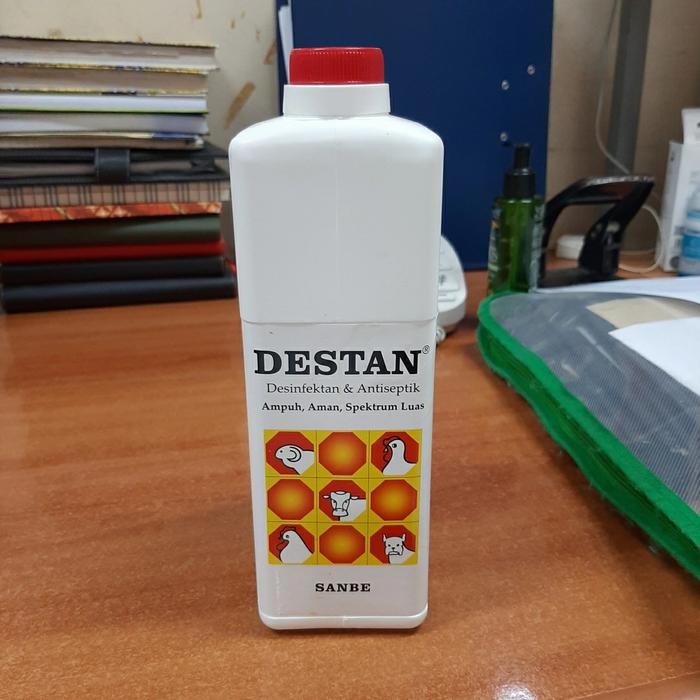 DESTAN®
Desinfektan & Antiseptik
Ampuh, Aman, Spektrum Luas
SANBE